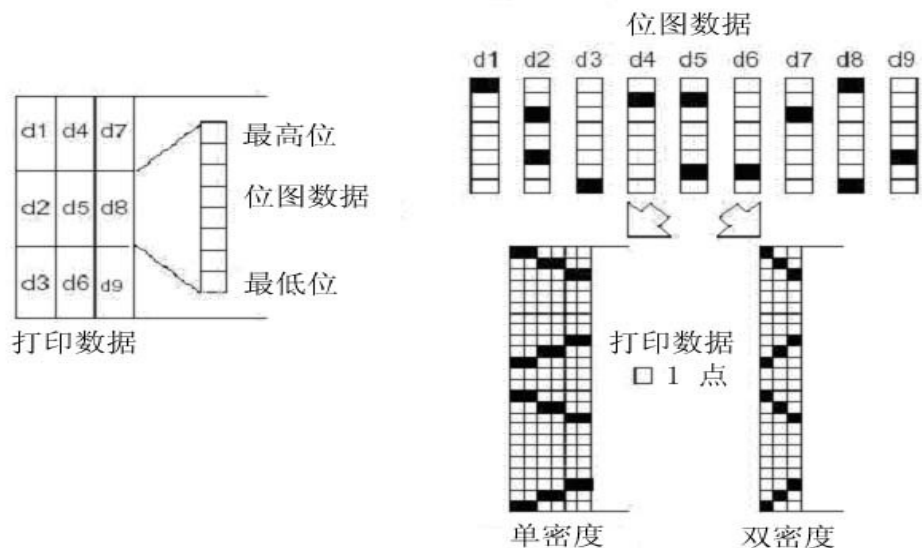 d1 d4 d7
d2 d5 d8
d3 d6 d9
最高位
位图数据
最低位
打印数据
位图数据
d1 d2 d3 d4 d5 d6 d7 d8 d9
打印数据
1 点
单密度
双密度